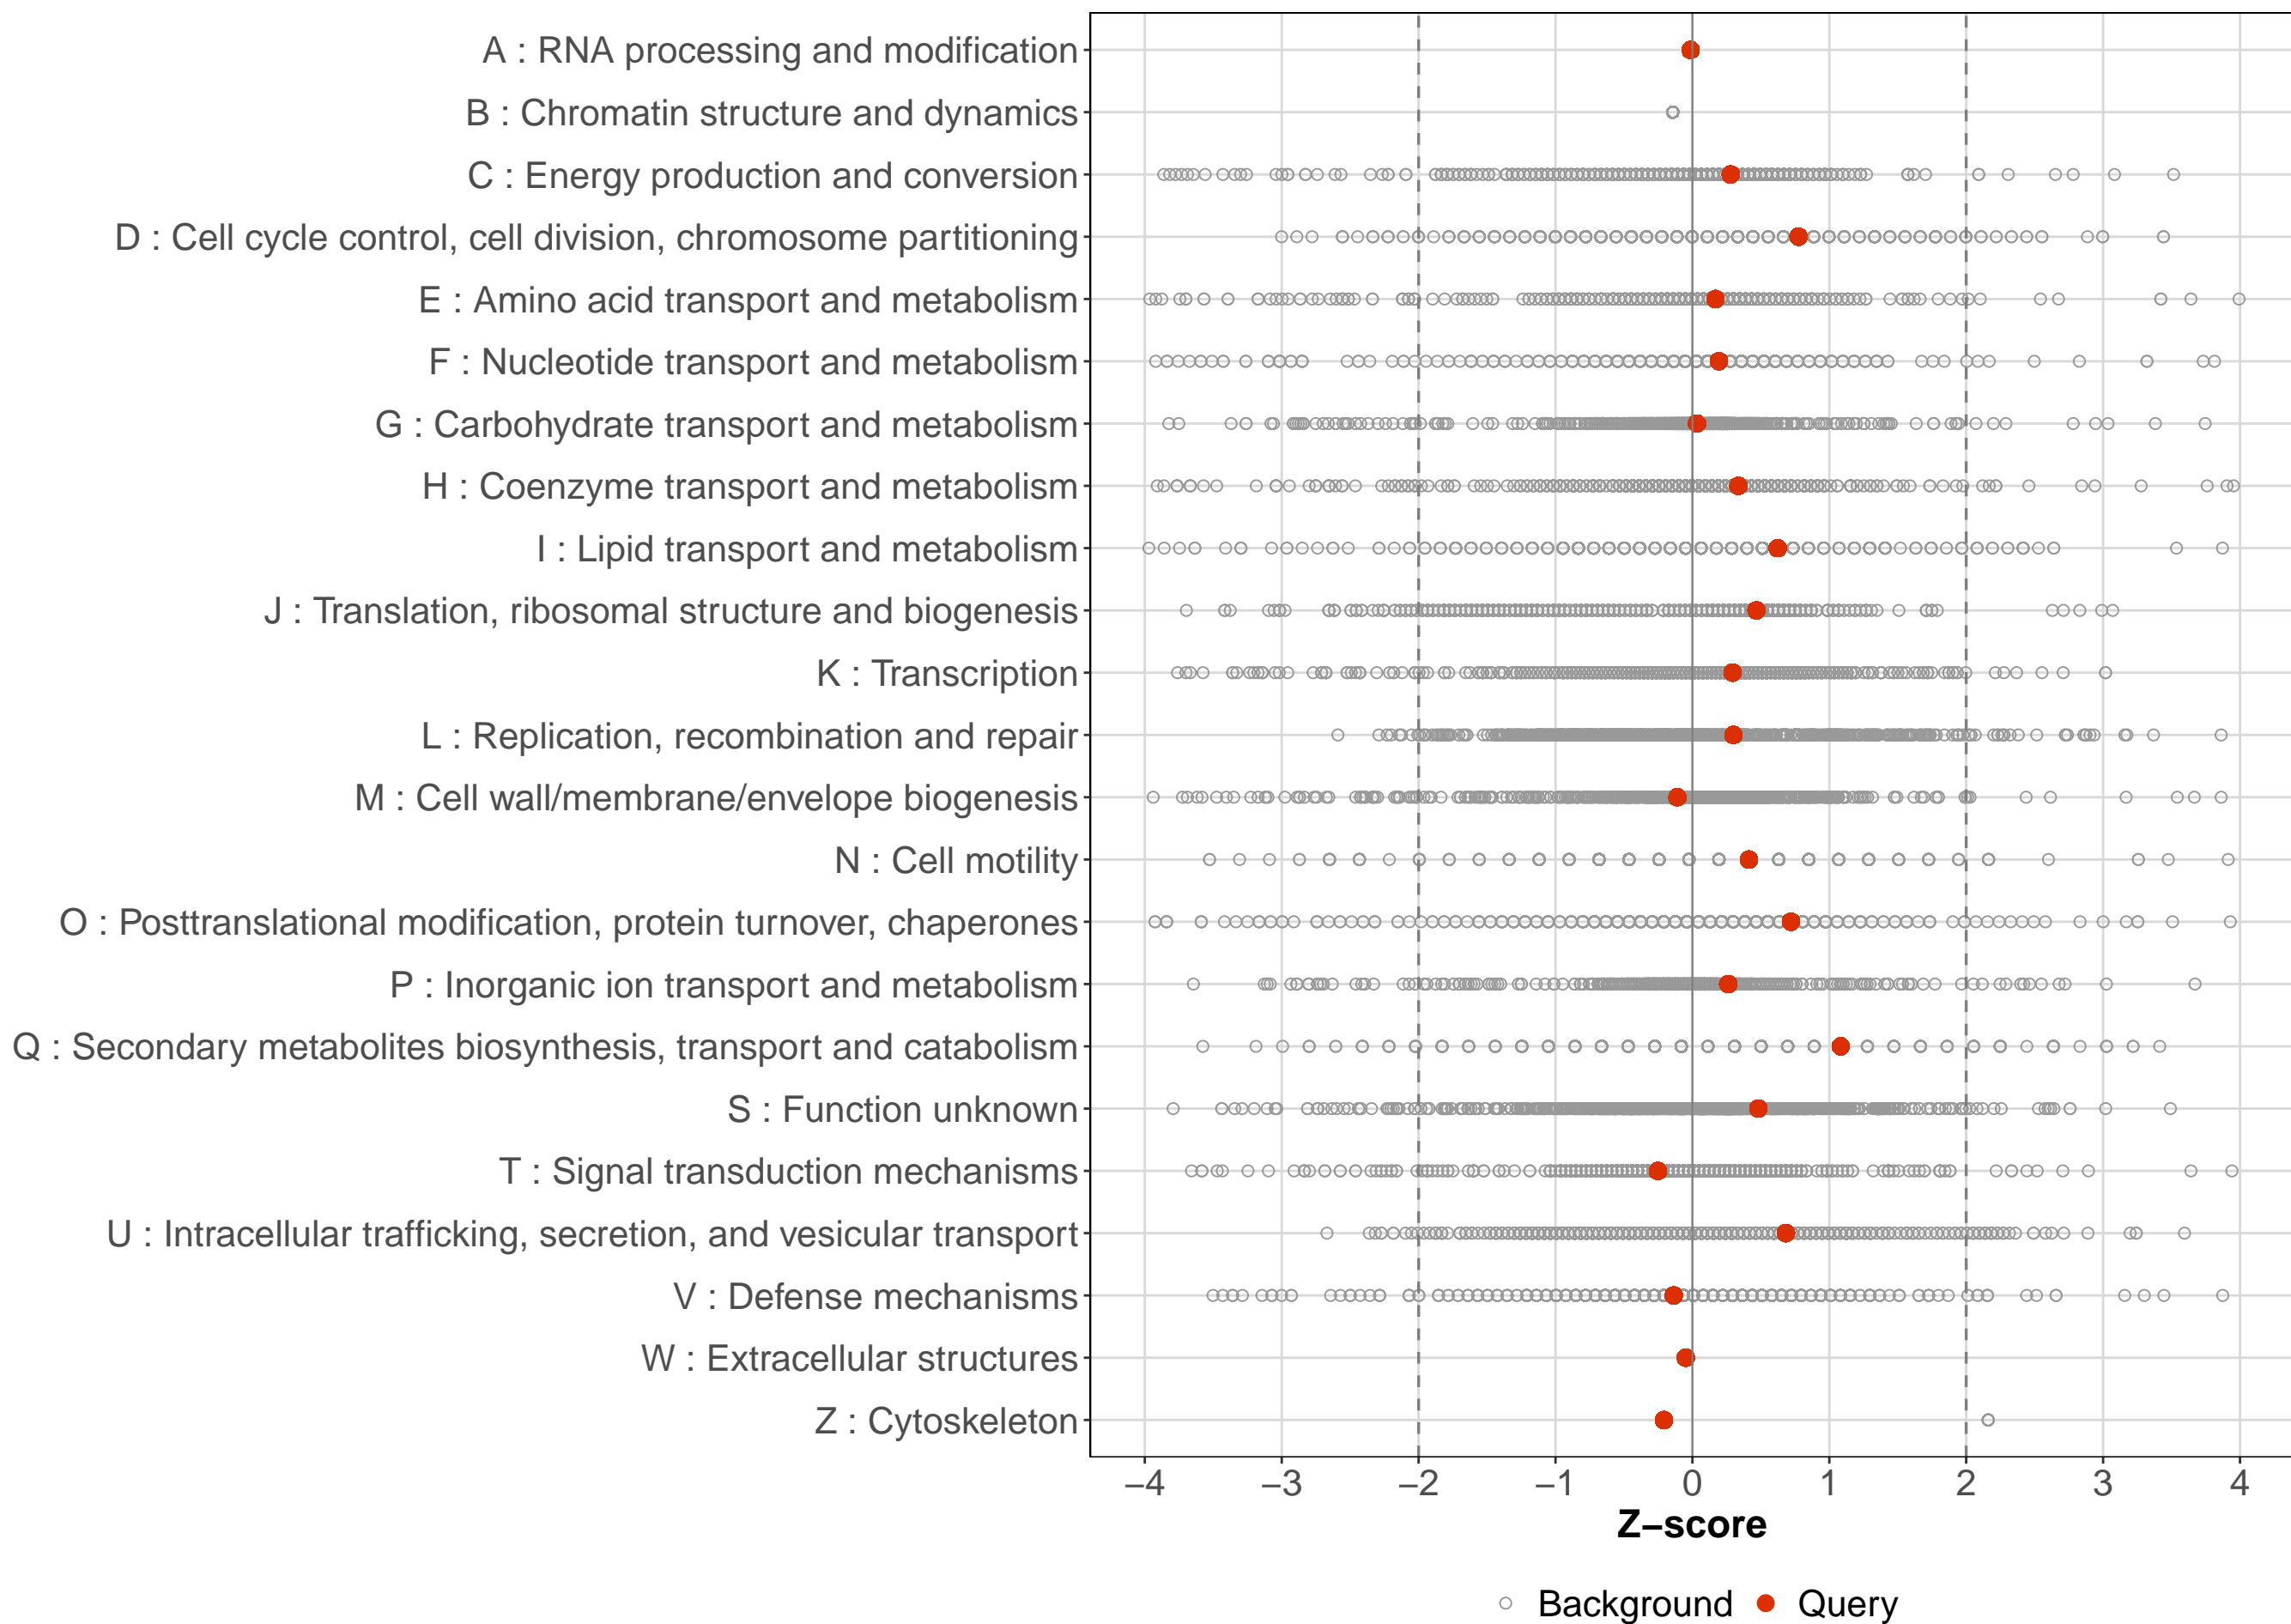 A : RNA processing and modification
B : Chromatin structure and dynamics
C : Energy production and conversion
D : Cell cycle control, cell division, chromosome partitioning
E : Amino acid transport and metabolism
F : Nucleotide transport and metabolism
G : Carbohydrate transport and metabolism
H : Coenzyme transport and metabolism
I : Lipid transport and metabolism
J : Translation, ribosomal structure and biogenesis
K : Transcription
L : Replication, recombination and repair
M : Cell wall/membrane/envelope biogenesis
N : Cell motility
O : Posttranslational modification, protein turnover, chaperones
P : Inorganic ion transport and metabolism
Q : Secondary metabolites biosynthesis, transport and catabolism
S : Function unknown
T : Signal transduction mechanisms
U : Intracellular trafficking, secretion, and vesicular transport
V : Defense mechanisms
W : Extracellular structures
Z : Cytoskeleton
−4 −3 −2 −1 0 1 2 3 4
Z−score
Background Query